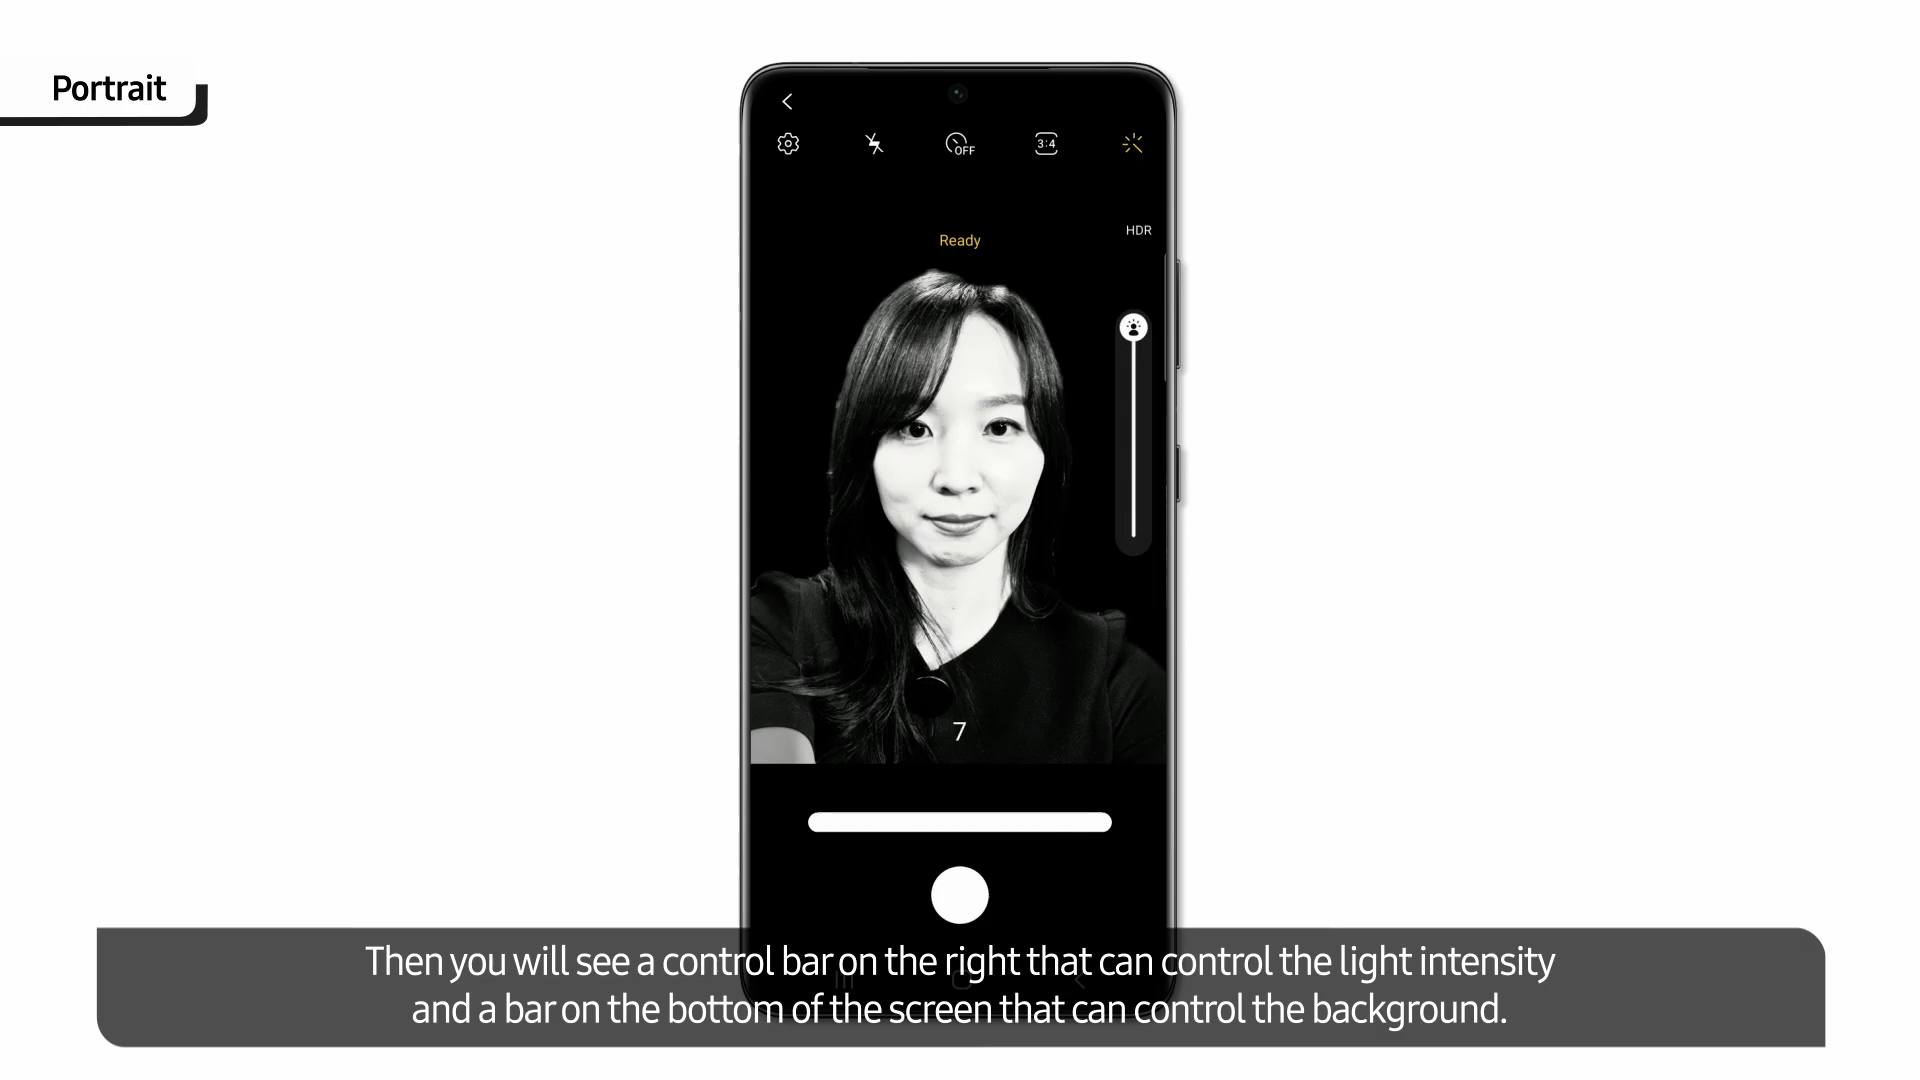 Portrait
OFF
3:4
HDR
Ready
7
Then you will see a control bar on the right that can control the light intensity
and a bar on the bottom of the screen that can control the background.